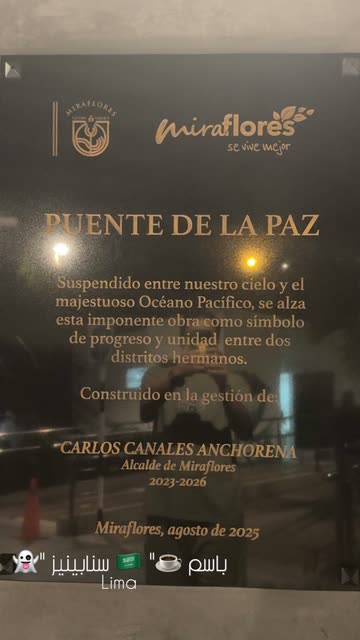 MIRAFLORES
miraflores
se vive mejor
PUENTE DE LA PAZ
Suspendido entre nuestro cielo y el
majestuoso Océano Pacífico, se alza
esta imponente obra como símbolo
de progreso y unidad entre dos
distritos hermanos.
Construido en la gestión de:
CARLOS CANALES ANCHORENA
Alcalde de Miraflores
2023-2026
Miraflores, agosto de 2025
باسم ☕" 🇸🇦 سنابينيز "👻
Lima